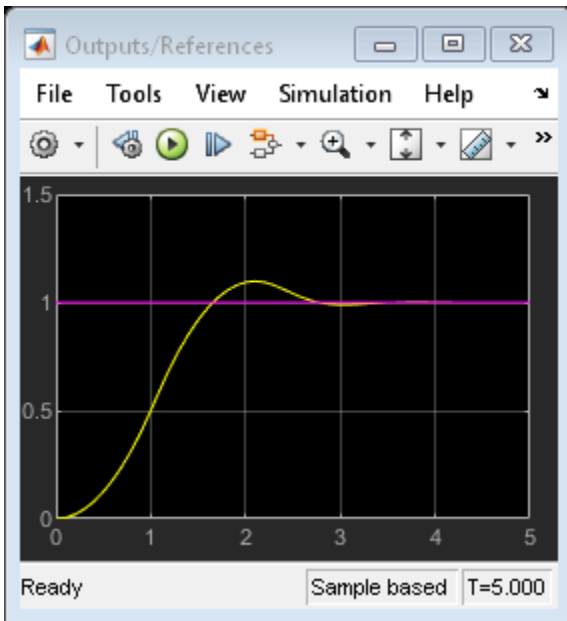 Outputs/References
File Tools View Simulation Help
1.5
1
0.5
0
0 1 2 3 4 5
Ready Sample based T=5.000